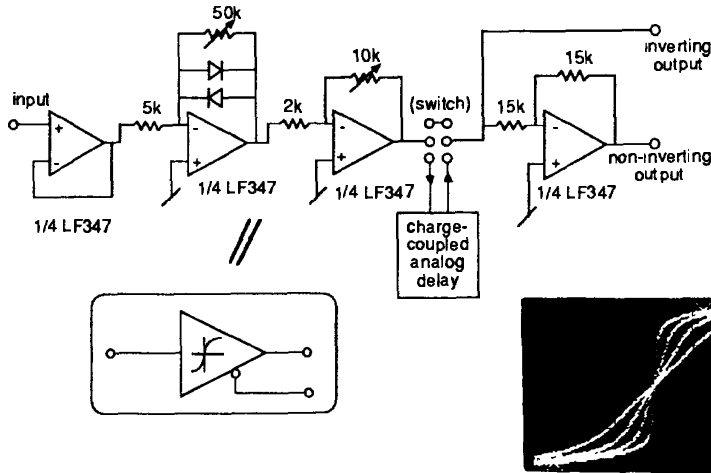 50k
10k
15k
inverting
output
input
5k
2k
(switch)
15k
1/4 LF347
1/4 LF347
1/4 LF347
1/4 LF347
non-inverting
output
charge-
coupled
analog
delay